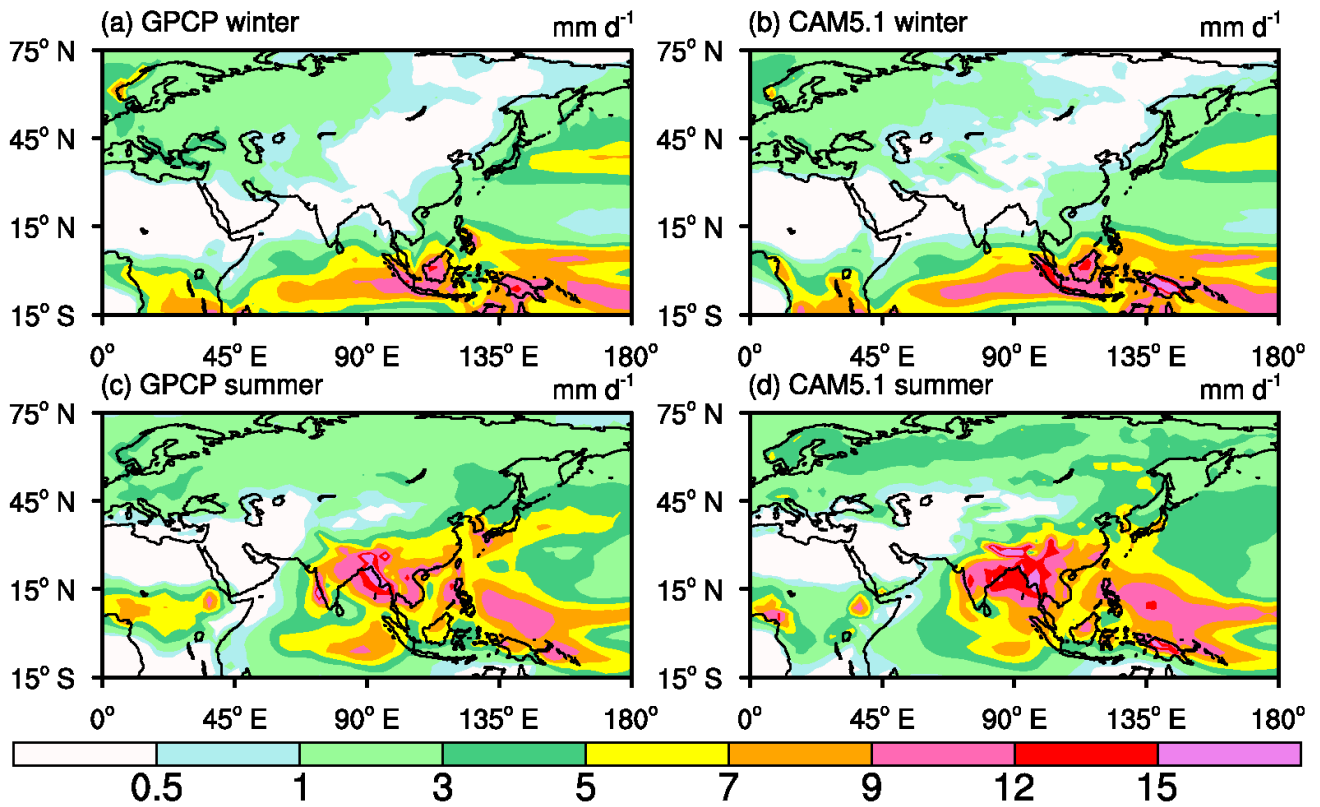 (a) GPCP winter mm d⁻¹ (b) CAM5.1 winter mm d⁻¹
75° N 75° N
45° N 45° N
15° N 15° N
15° S 15° S
0° 45° E 90° E 135° E 180° 0° 45° E 90° E 135° E 180°
(c) GPCP summer mm d⁻¹ (d) CAM5.1 summer mm d⁻¹
75° N 75° N
45° N 45° N
15° N 15° N
15° S 15° S
0° 45° E 90° E 135° E 180° 0° 45° E 90° E 135° E 180°
0.5 1 3 5 7 9 12 15